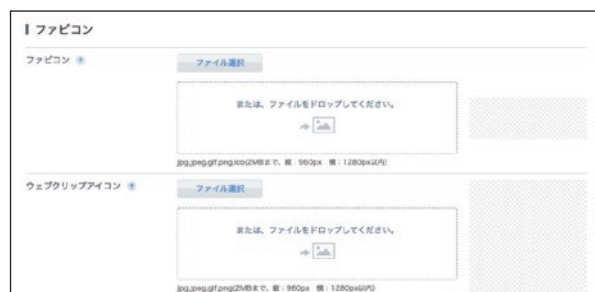 ファビコン
ファビコン ?
ファイル選択
または、ファイルをドロップしてください。
jpg,jpeg,gif,png,ico(2MBまで、縦：960px 横：1280px以内)
ウェブクリップアイコン ?
ファイル選択
または、ファイルをドロップしてください。
jpg,jpeg,gif,png(2MBまで、縦：960px 横：1280px以内)